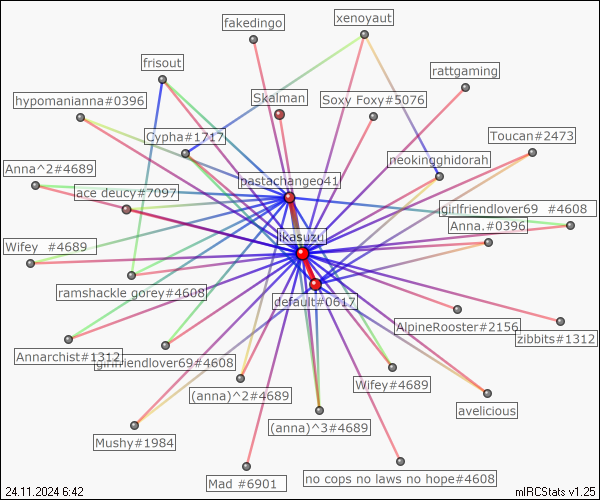 fakedingo
xenoyaut
frisout
rattgaming
hypomanianna#0396
Skalman
Soxy Foxy#5076
Cypha#1717
Toucan#2473
neokingghidorah
Anna^2#4689
pastachangeo41
ace deucy#7097
girlfriendlover69 #4608
Anna.#0396
ikasuzu
Wifey #4689
ramshackle gorey#4608
default#0617
AlpineRooster#2156
zibbits#1312
Annarchist#1312
girlfriendlover69#4608
Wifey#4689
(anna)^2#4689
avelicious
(anna)^3#4689
Mushy#1984
Mad #6901
no cops no laws no hope#4608
24.11.2024 6:42
mIRCStats v1.25